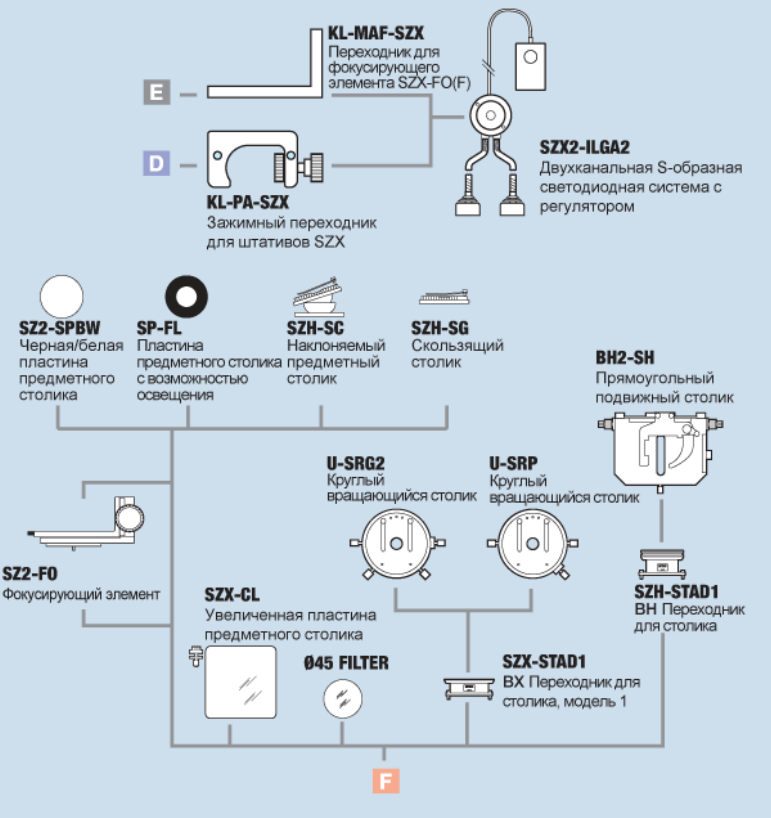 KL-MAF-SZX
Переходник для
фокусирующего
элемента SZX-FO(F)
E
D
KL-PA-SZX
Зажимный переходник
для штативов SZX
SZX2-ILGA2
Двухканальная S-образная
светодиодная система с
регулятором
SZ2-SPBW
Черная/белая
пластина
предметного
столика
SP-FL
Пластина
предметного столика
с возможностью
освещения
SZH-SC
Наклоняемый
предметный
столик
SZH-SG
Скользящий
столик
BH2-SH
Прямоугольный
подвижный столик
U-SRG2
Круглый
вращающийся столик
U-SRP
Круглый
вращающийся столик
SZ2-FO
Фокусирующий элемент
SZX-CL
Увеличенная пластина
предметного столика
Ø45 FILTER
SZX-STAD1
BX Переходник для
столика, модель 1
SZH-STAD1
BH Переходник
для столика
F